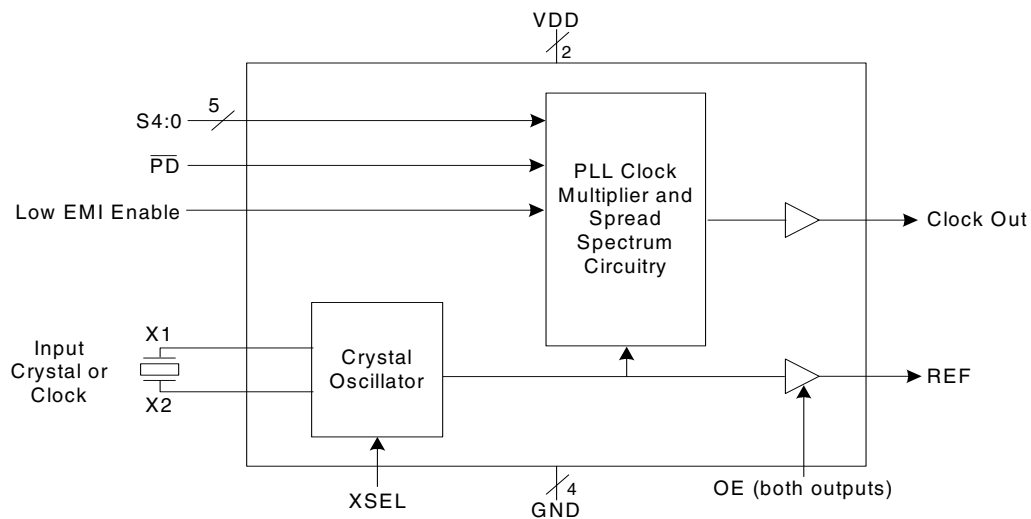 VDD
2
5
S4:0
PD
Low EMI Enable
PLL Clock
Multiplier and
Spread
Spectrum
Circuitry
Clock Out
X1
Input
Crystal or
Clock
X2
Crystal
Oscillator
REF
XSEL
4
GND
OE (both outputs)